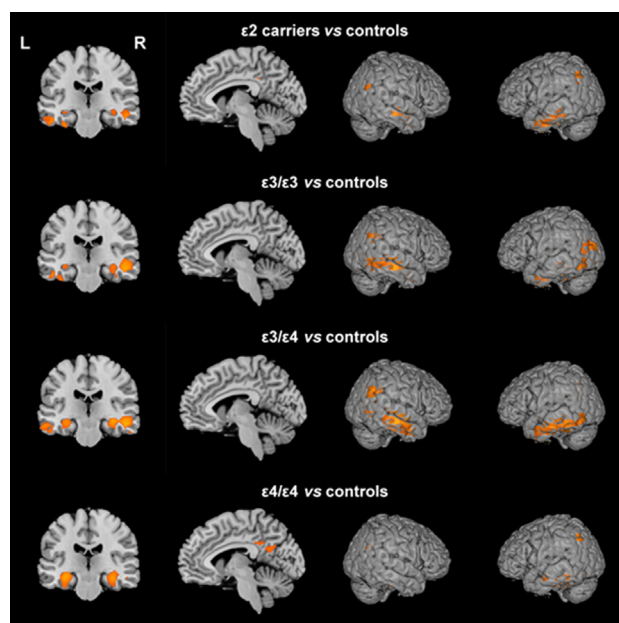 ε2 carriers vs controls
L R
ε3/ε3 vs controls
ε3/ε4 vs controls
ε4/ε4 vs controls